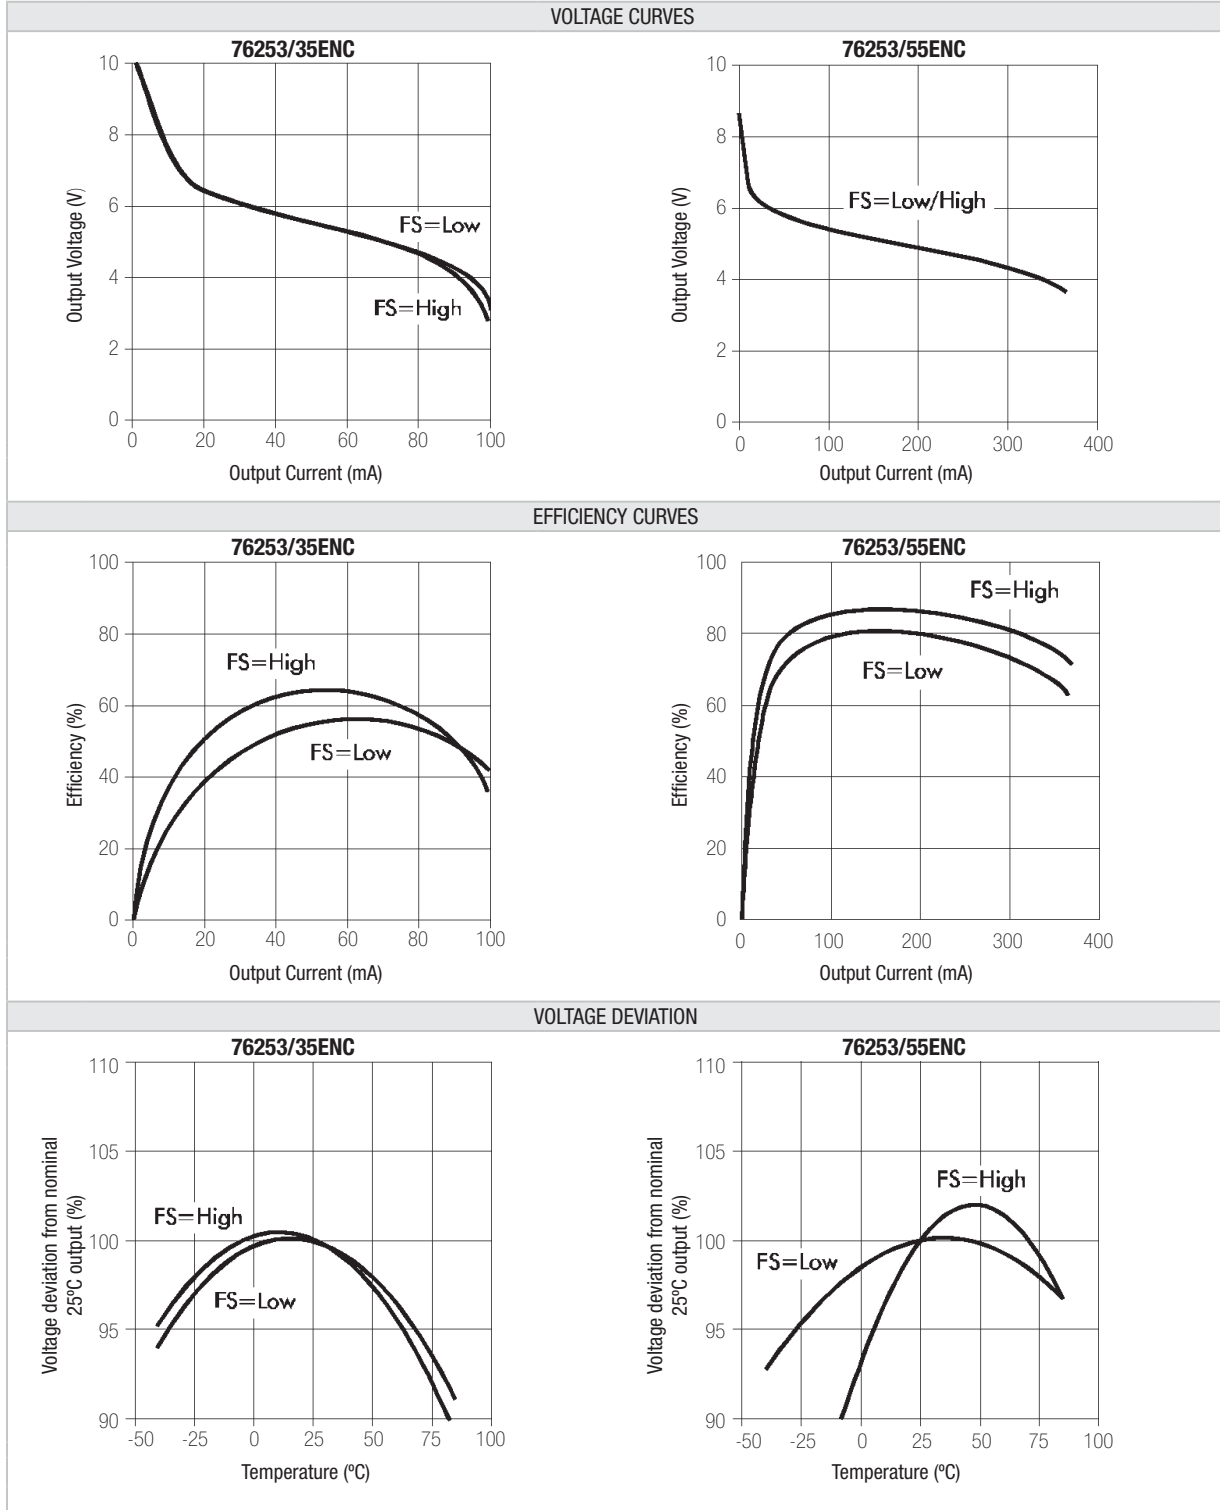 VOLTAGE CURVES
76253/35ENC
10
8
6
4
2
0
Output Voltage (V)
FS=Low
FS=High
0 20 40 60 80 100
Output Current (mA)
76253/55ENC
10
8
6
4
2
0
Output Voltage (V)
FS=Low/High
0 100 200 300 400
Output Current (mA)
EFFICIENCY CURVES
76253/35ENC
100
80
60
40
20
0
Efficiency (%)
FS=High
FS=Low
0 20 40 60 80 100
Output Current (mA)
76253/55ENC
100
80
60
40
20
0
Efficiency (%)
FS=High
FS=Low
0 100 200 300 400
Output Current (mA)
VOLTAGE DEVIATION
76253/35ENC
110
105
100
95
90
Voltage deviation from nominal
25ºC output (%)
FS=High
FS=Low
-50 -25 0 25 50 75 100
Temperature (ºC)
76253/55ENC
110
105
100
95
90
Voltage deviation from nominal
25ºC output (%)
FS=High
FS=Low
-50 -25 0 25 50 75 100
Temperature (ºC)